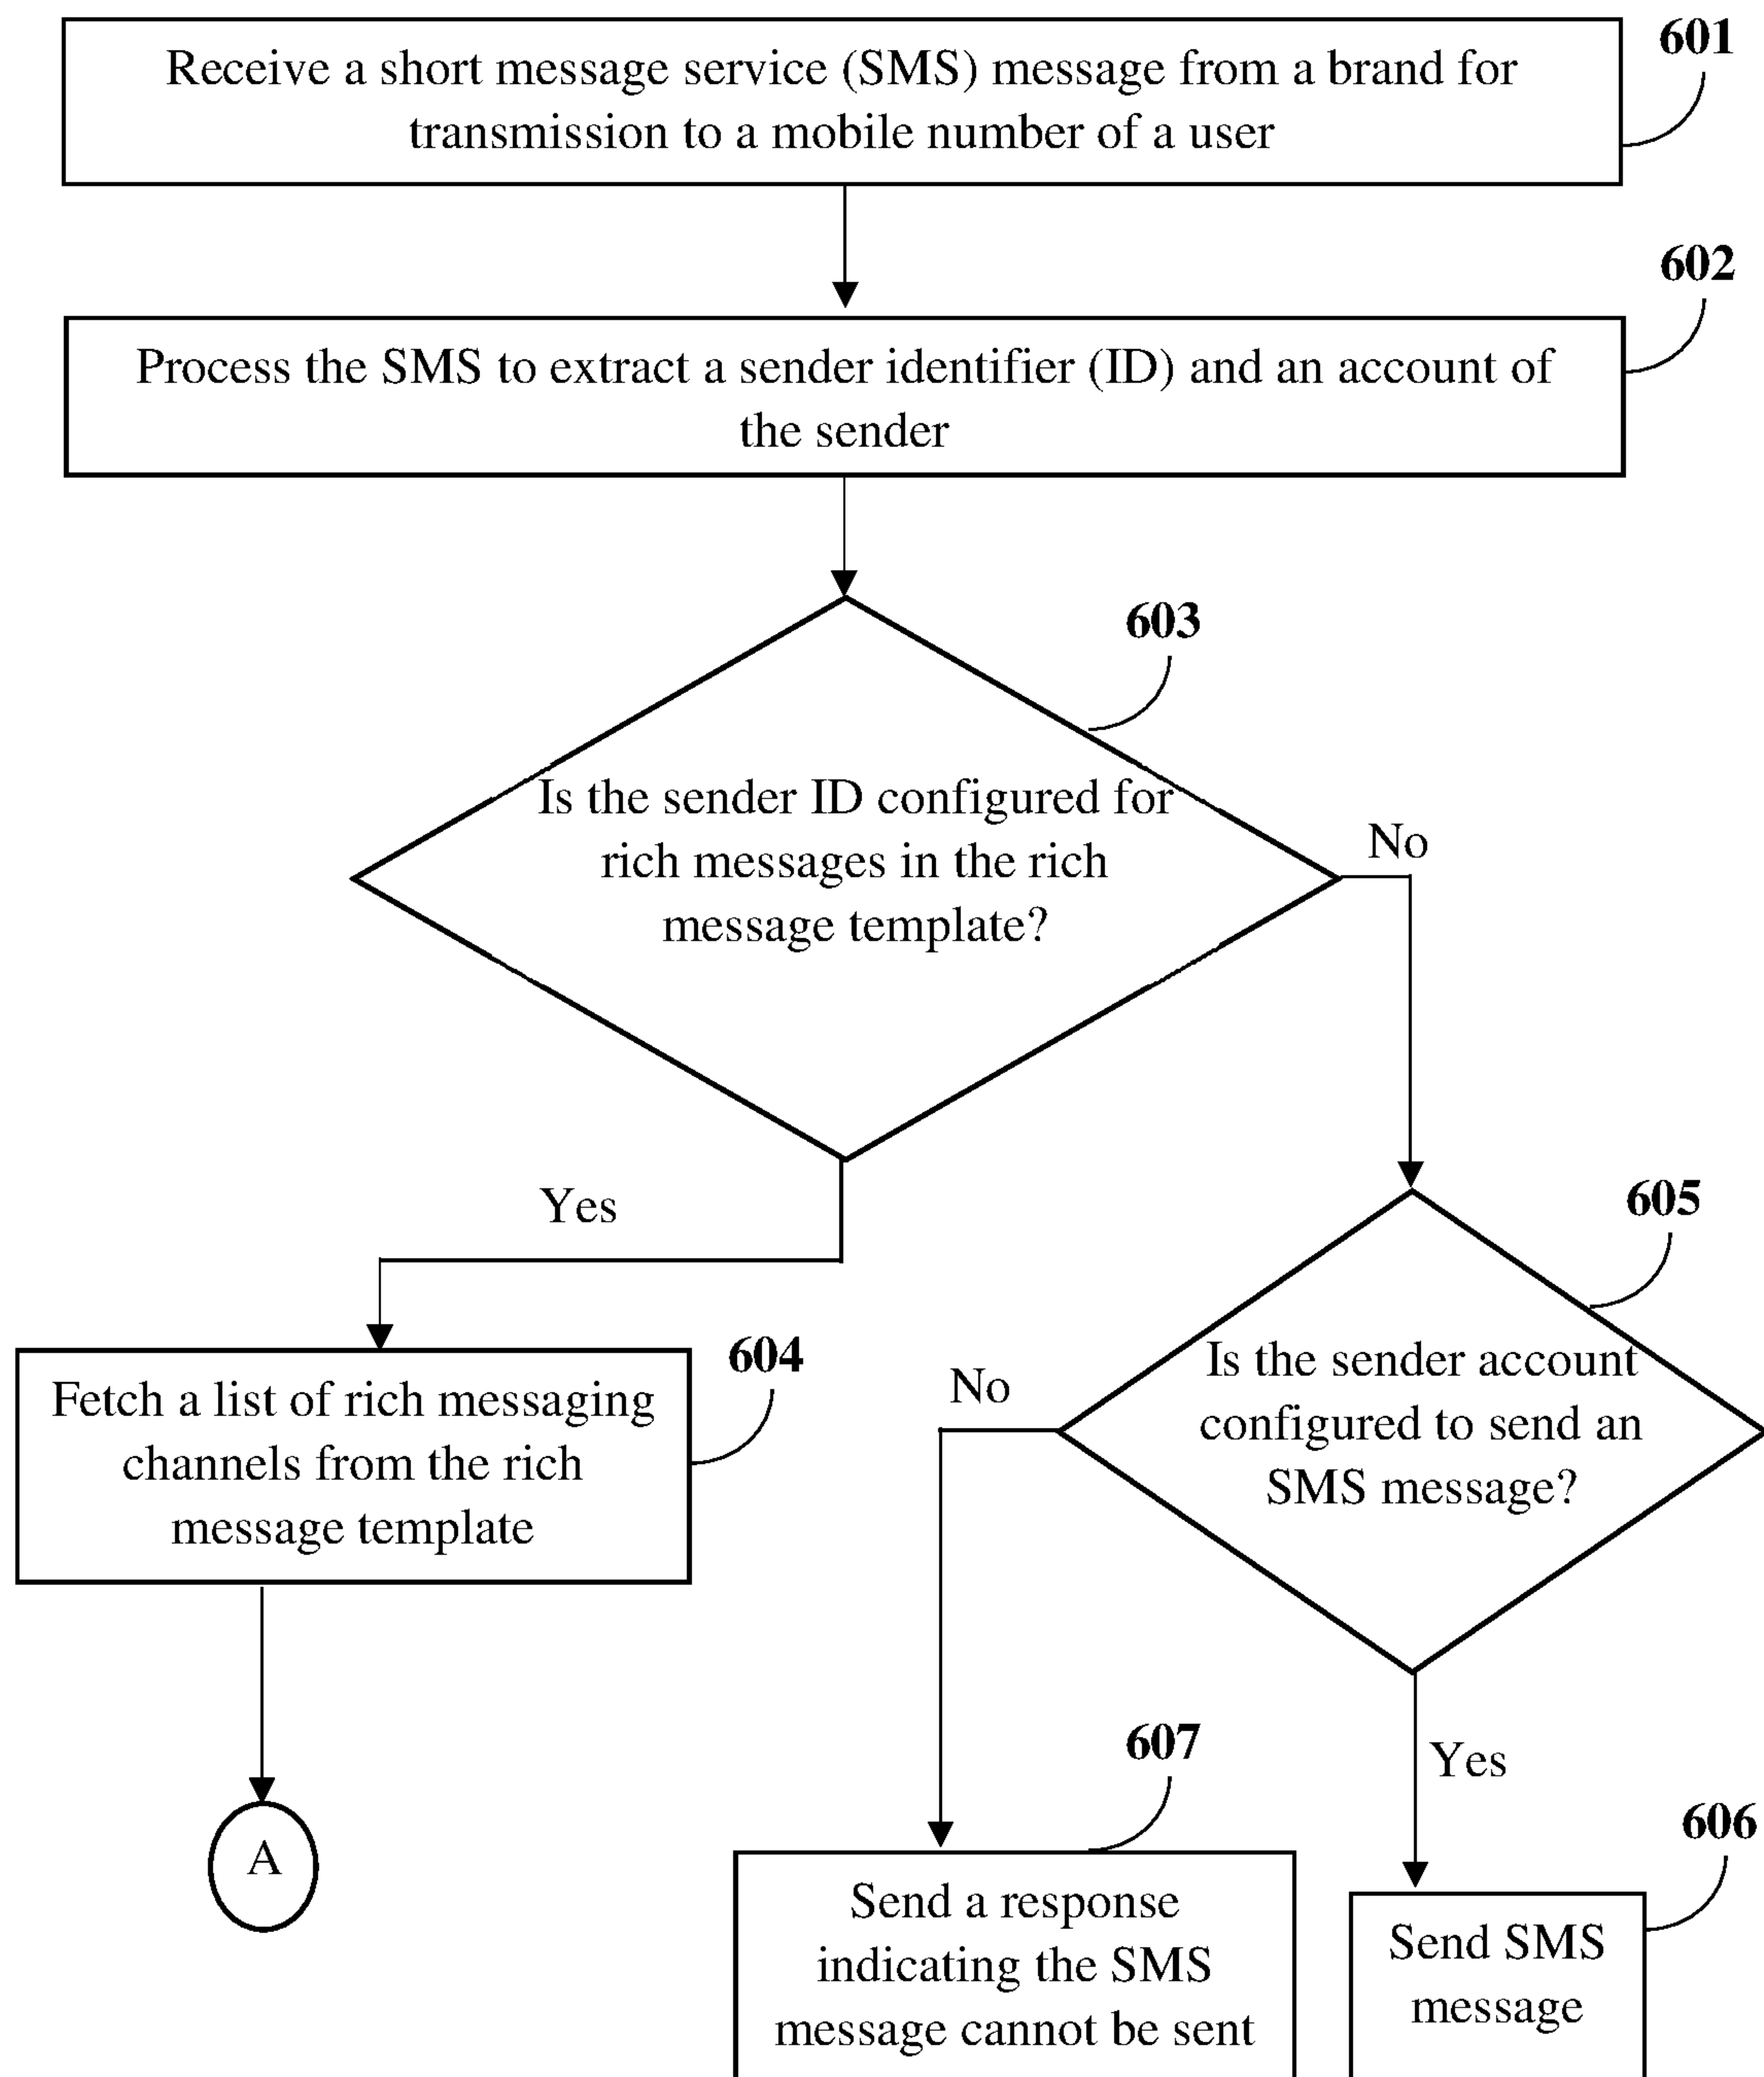 601
Receive a short message service (SMS) message from a brand for
transmission to a mobile number of a user
602
Process the SMS to extract a sender identifier (ID) and an account of
the sender
603
Is the sender ID configured for
rich messages in the rich
message template?
No
Yes
605
604
Fetch a list of rich messaging
channels from the rich
message template
Is the sender account
configured to send an
SMS message?
No
Yes
607
606
A
Send a response
indicating the SMS
message cannot be sent
Send SMS
message